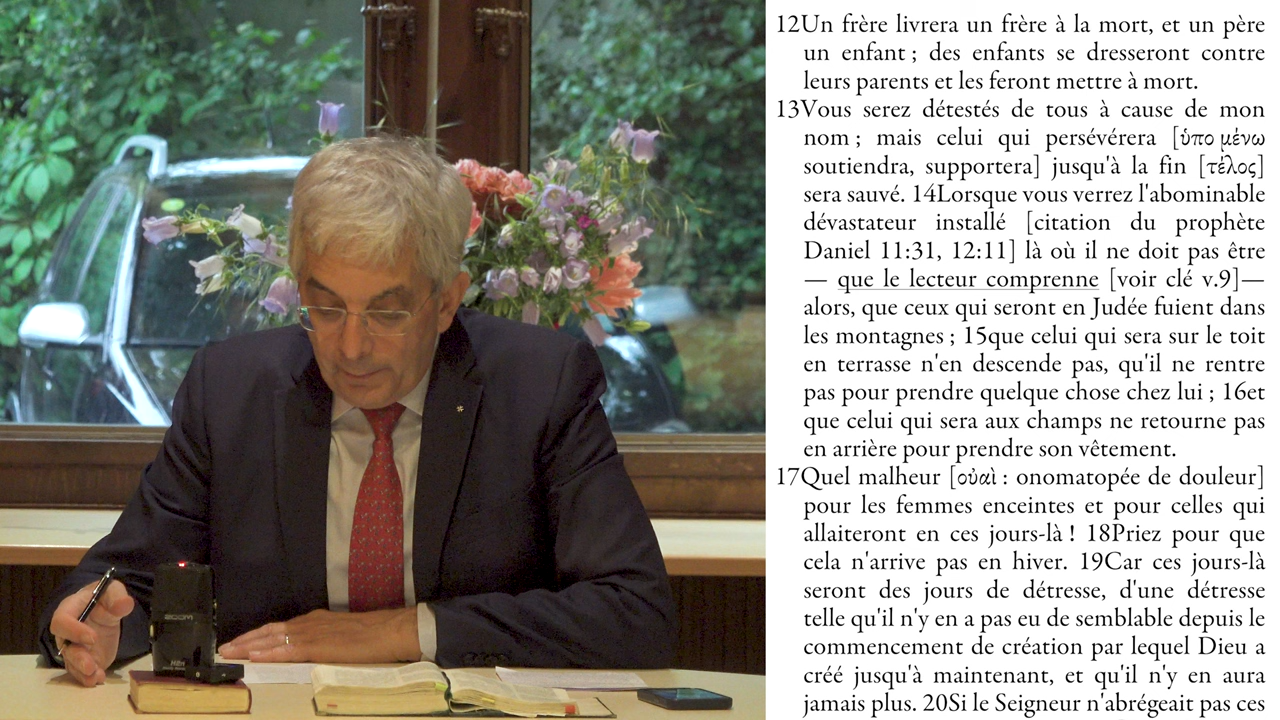 12Un frère livrera un frère à la mort, et un père
un enfant ; des enfants se dresseront contre
leurs parents et les feront mettre à mort.
13Vous serez détestés de tous à cause de mon
nom ; mais celui qui persévérera [ὑπο μένω
soutiendra, supportera] jusqu'à la fin [τέλος]
sera sauvé. 14Lorsque vous verrez l'abominable
dévastateur installé [citation du prophète
Daniel 11:31, 12:11] là où il ne doit pas être
— que le lecteur comprenne [voir clé v.9]—
alors, que ceux qui seront en Judée fuient dans
les montagnes ; 15que celui qui sera sur le toit
en terrasse n'en descende pas, qu'il ne rentre
pas pour prendre quelque chose chez lui ; 16et
que celui qui sera aux champs ne retourne pas
en arrière pour prendre son vêtement.
17Quel malheur [οὐαὶ : onomatopée de douleur]
pour les femmes enceintes et pour celles qui
allaiteront en ces jours-là ! 18Priez pour que
cela n'arrive pas en hiver. 19Car ces jours-là
seront des jours de détresse, d'une détresse
telle qu'il n'y en a pas eu de semblable depuis le
commencement de création par lequel Dieu a
créé jusqu'à maintenant, et qu'il n'y en aura
jamais plus. 20Si le Seigneur n'abrégeait pas ces
zoom
H2n